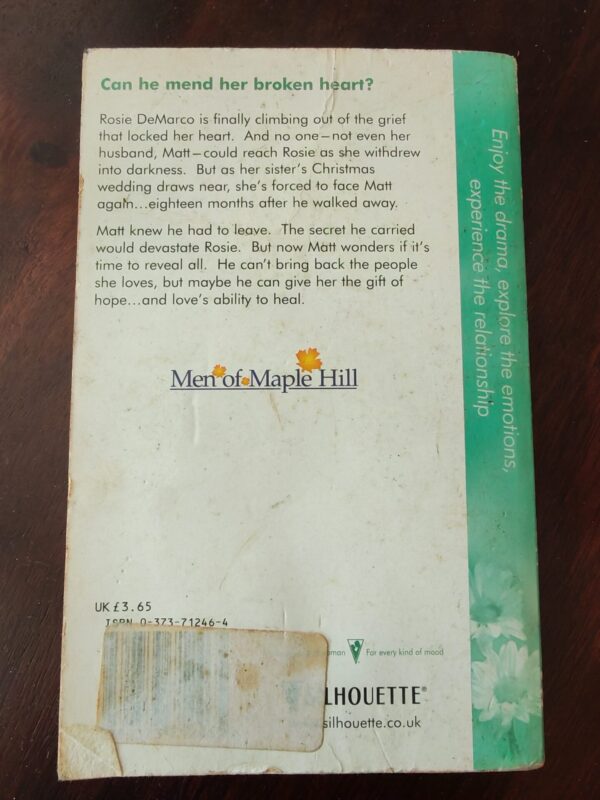 Can he mend her broken heart?
Rosie DeMarco is finally climbing out of the grief
that locked her heart. And no one—not even her
husband, Matt—could reach Rosie as she withdrew
into darkness. But as her sister's Christmas
wedding draws near, she's forced to face Matt
again...eighteen months after he walked away.
Matt knew he had to leave. The secret he carried
would devastate Rosie. But now Matt wonders if it's
time to reveal all. He can't bring back the people
she loves, but maybe he can give her the gift of
hope...and love's ability to heal.
Men of Maple Hill
UK £3.65
ISBN 0-373-71246-4
For every kind of mood
SILHOUETTE®
silhouette.co.uk
Enjoy the drama, explore the emotions,
experience the relationship